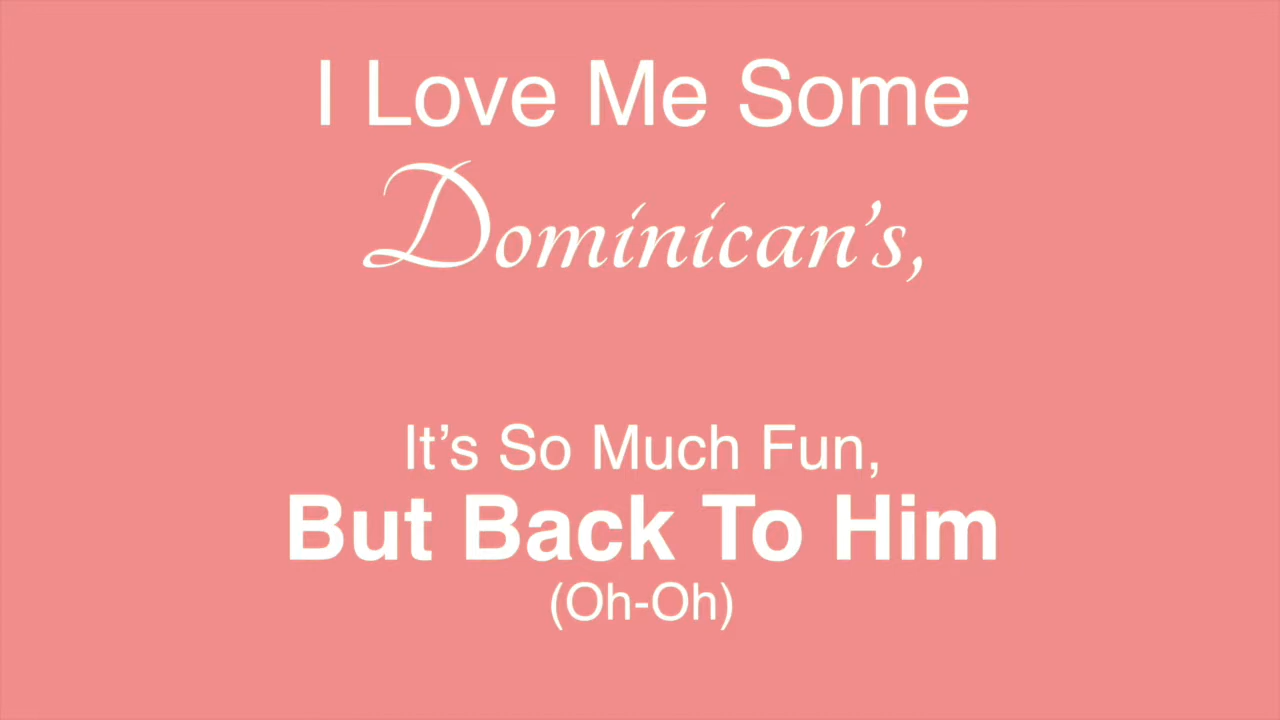 I Love Me Some
Dominican’s,
It’s So Much Fun,
But Back To Him
(Oh-Oh)